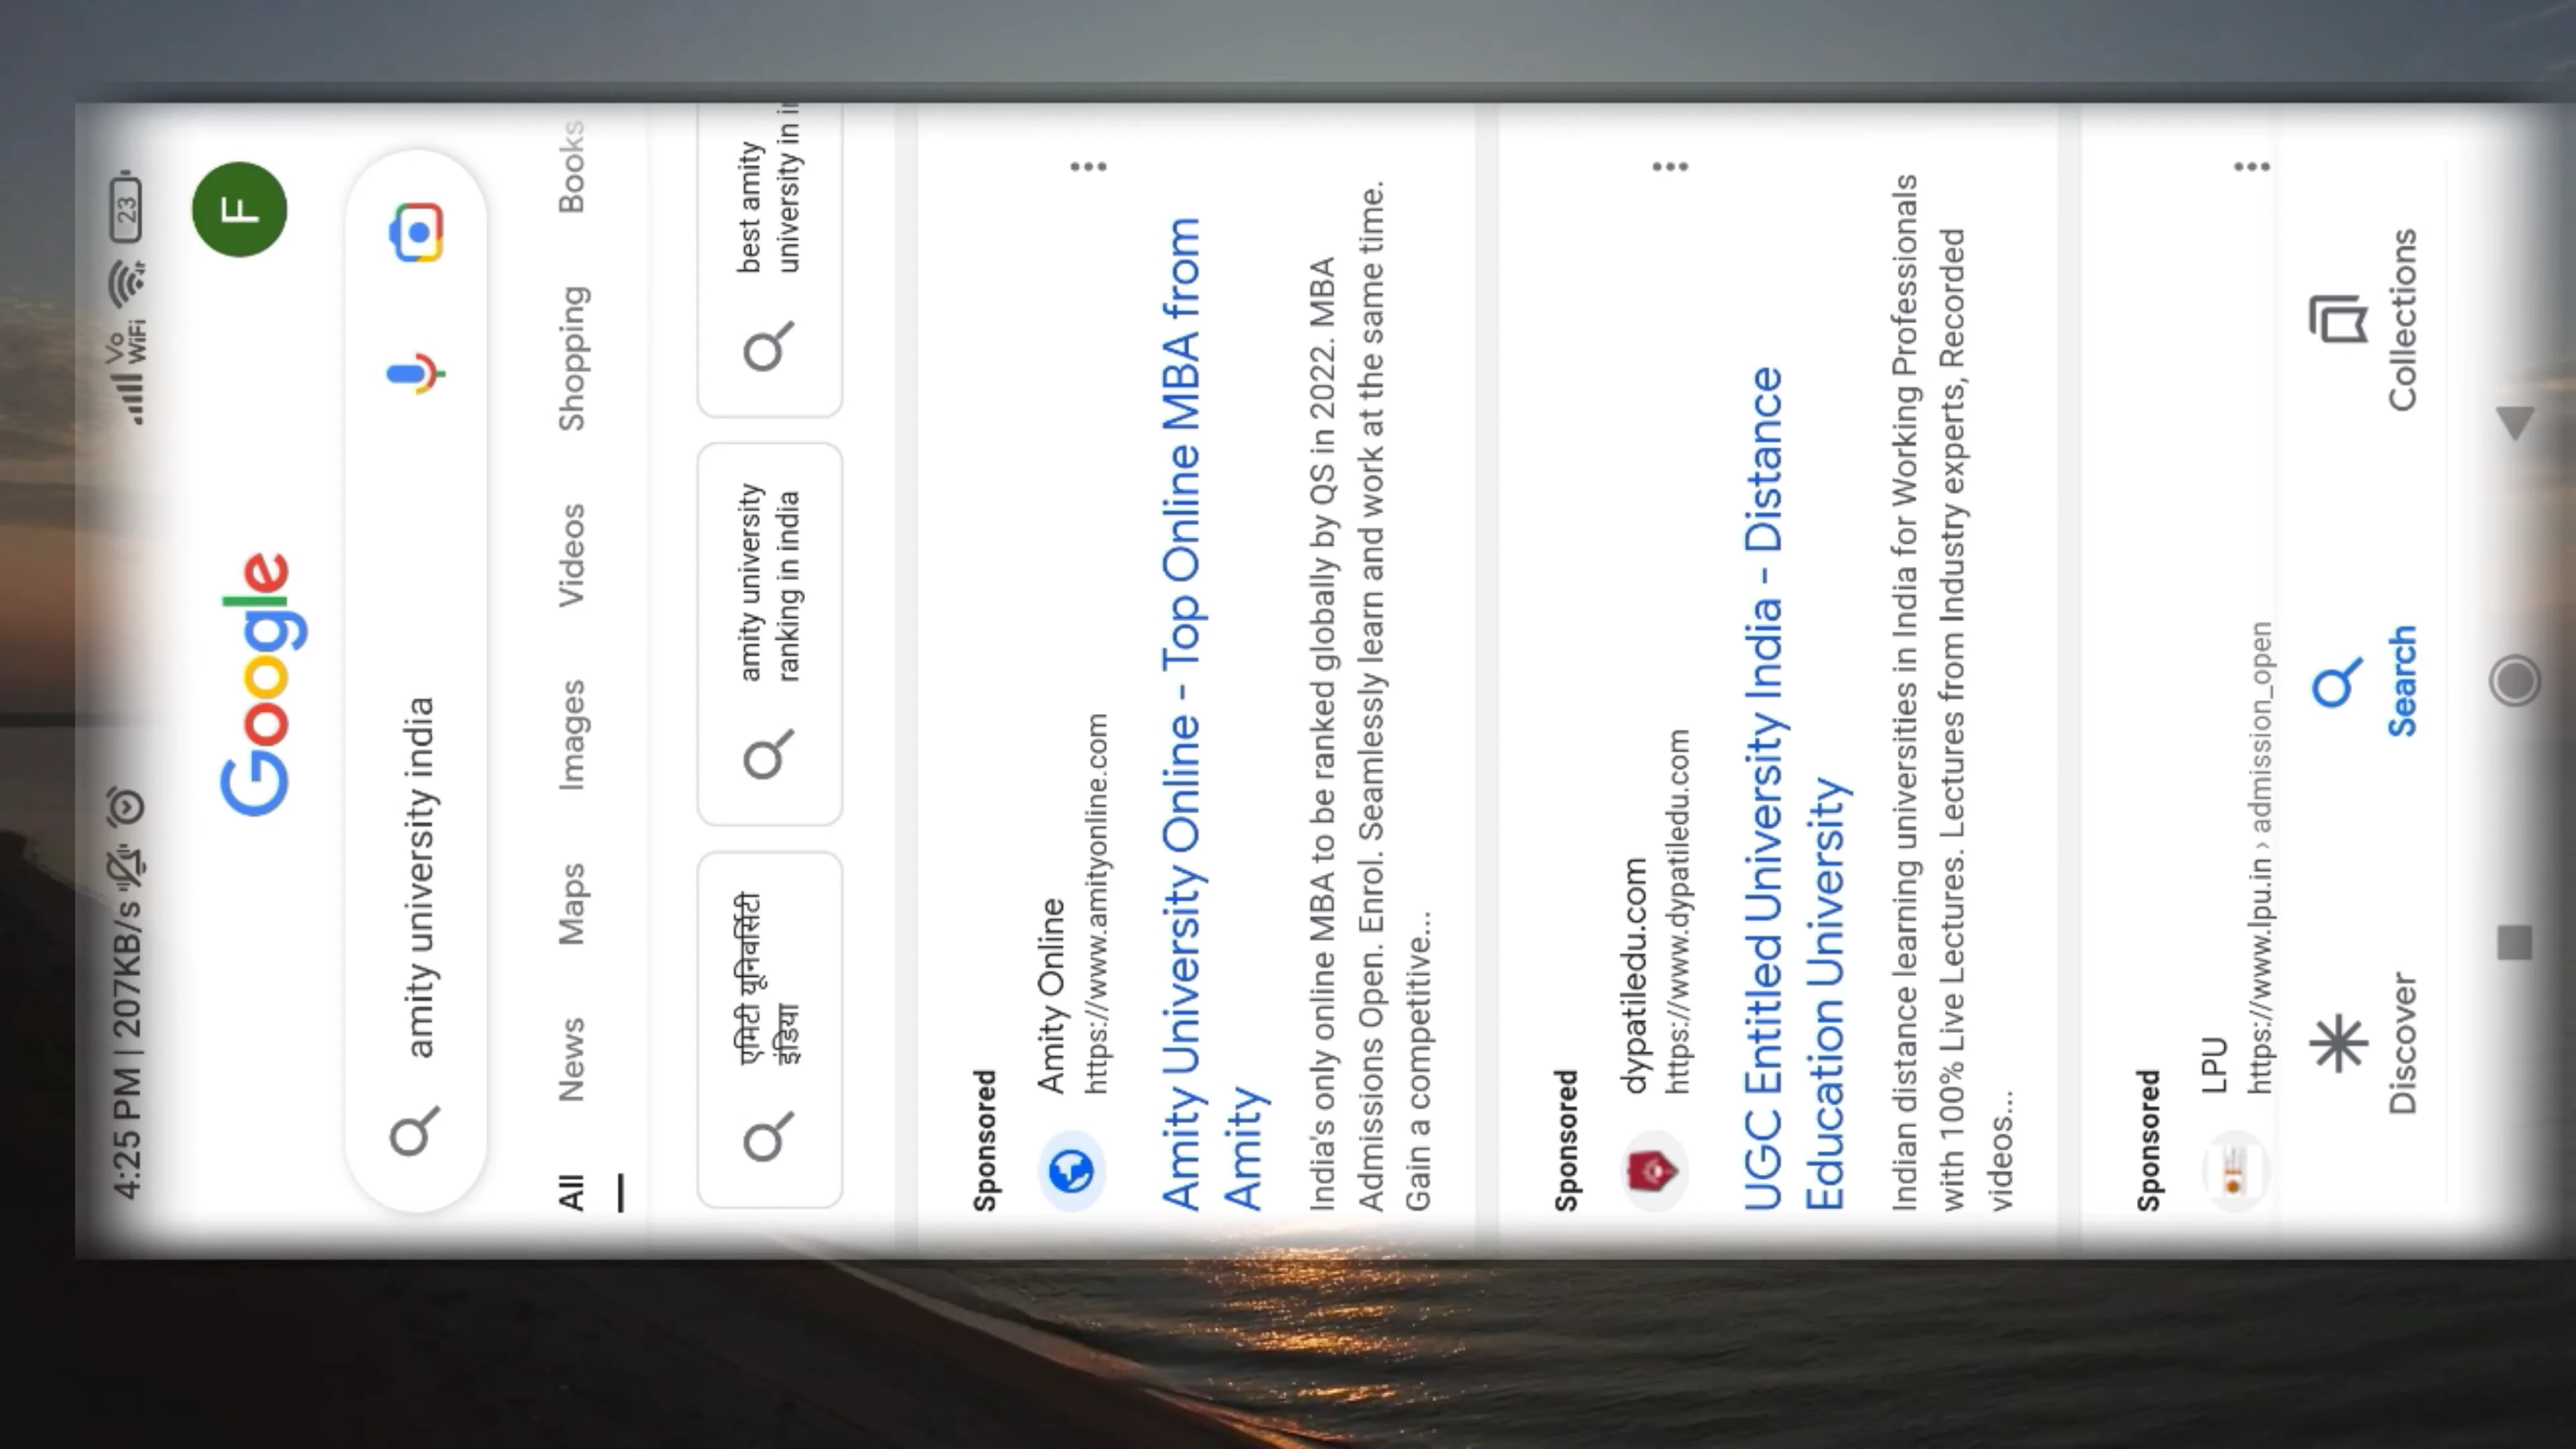 4:25 PM | 207KB/s
Vo
WiFi
23
Google
F
amity university india
All News Maps Images Videos Shopping Books
एमिटी यूनिवर्सिटी
इंडिया
amity university
ranking in india
best amity
university in
Sponsored
Amity Online
https://www.amityonline.com
Amity University Online - Top Online MBA from
Amity
India's only online MBA to be ranked globally by QS in 2022. MBA
Admissions Open. Enrol. Seamlessly learn and work at the same time.
Gain a competitive...
Sponsored
dypatiledu.com
https://www.dypatiledu.com
UGC Entitled University India - Distance
Education University
Indian distance learning universities in India for Working Professionals
with 100% Live Lectures. Lectures from Industry experts, Recorded
videos...
Sponsored
LPU
https://www.lpu.in › admission_open
Discover Search Collections